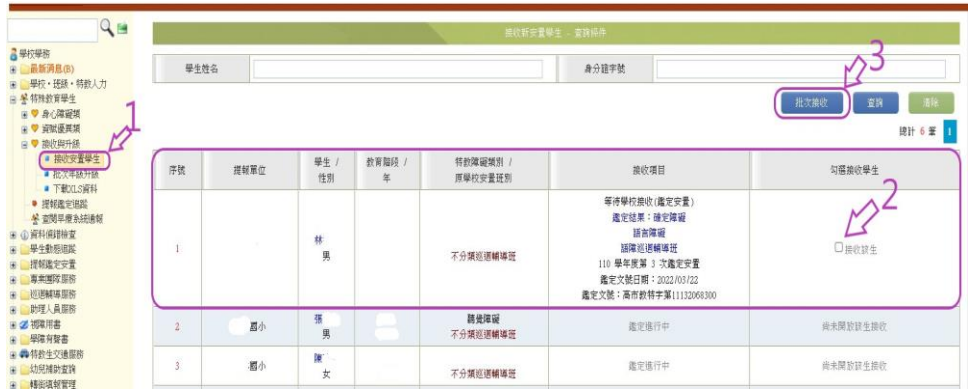 接收新安置學生 - 查詢條件
學生姓名
身分證字號
批次接收
查詢
清除
總計 6 筆 1
學校學務
最新消息(B)
學校・班級・特教人力
特殊教育學生
身心障礙類
資賦優異類
接收與升級
接收安置學生
批次年級升級
下載XLS資料
提報鑑定追蹤
查閱早療系統通報
資料偵錯檢查
學生動態追蹤
提報鑑定安置
專業團隊服務
巡迴輔導服務
助理人員服務
視障用書
學障有聲書
特教生交通服務
幼兒補助查詢
轉銜填報管理
1
2
3
序號
提報單位
學生 /
性別
教育階段 /
年
特教障礙類別 /
原學校安置班別
接收項目
勾選接收學生
1
林
男
不分類巡迴輔導班
等待學校接收(鑑定安置)
鑑定結果:確定障礙
語言障礙
語障巡迴輔導班
110 學年度第 3 次鑑定安置
鑑定文號日期:2022/03/22
鑑定文號:高市教特字第11132068300
接收該生
2
國小
張
男
聽覺障礙
不分類巡迴輔導班
鑑定進行中
尚未開放該生接收
3
國小
陳
女
不分類巡迴輔導班
鑑定進行中
尚未開放該生接收